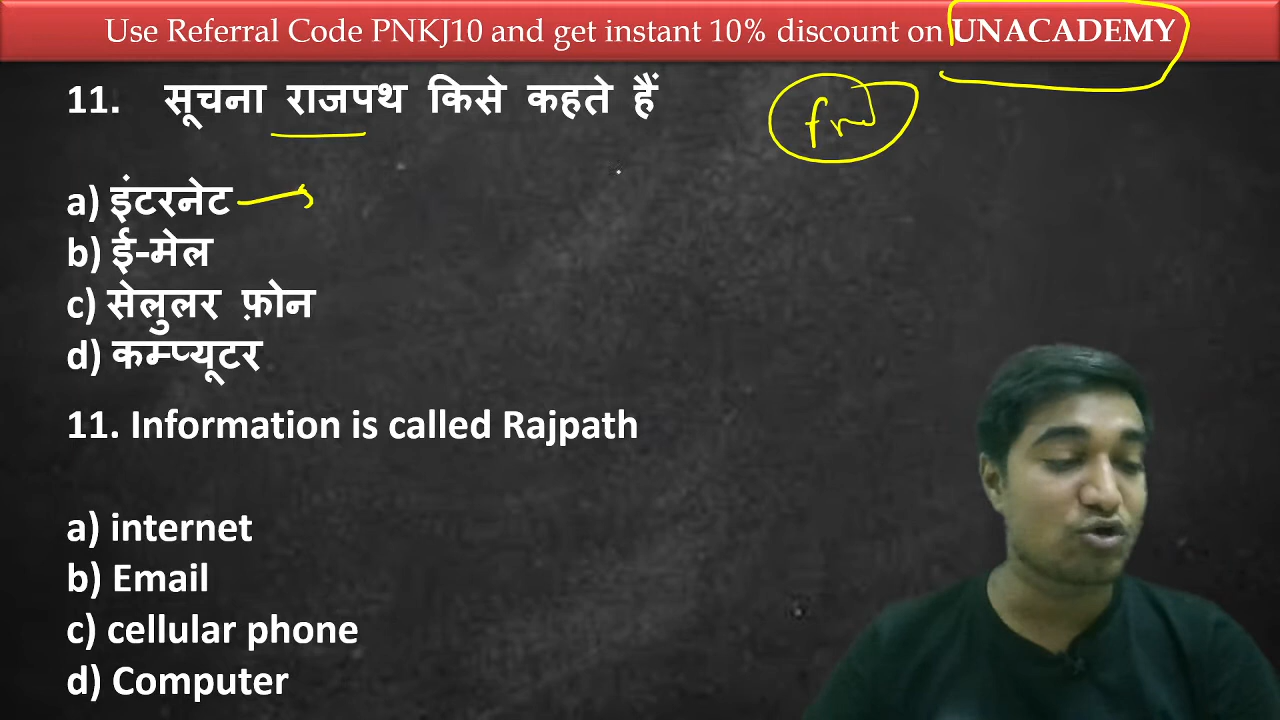 Use Referral Code PNKJ10 and get instant 10% discount on UNACADEMY
11. सूचना राजपथ किसे कहते हैं
a) इंटरनेट
b) ई-मेल
c) सेलुलर फ़ोन
d) कम्प्यूटर
11. Information is called Rajpath
a) internet
b) Email
c) cellular phone
d) Computer